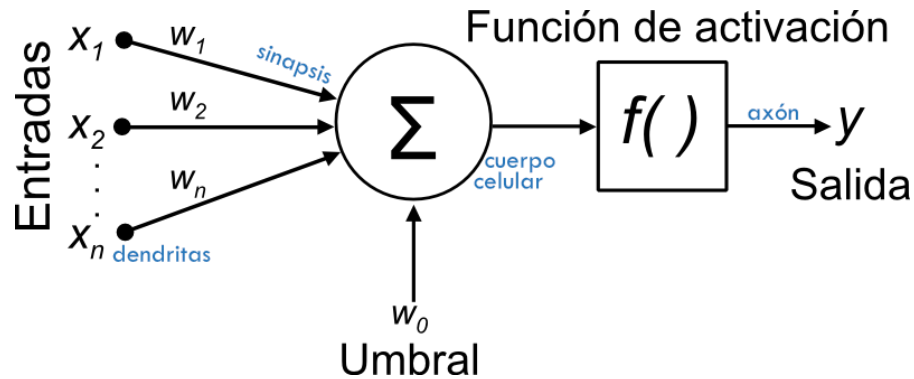 Entradas
x1
w1
sinapsis
x2
w2
.
.
.
wn
xn
dendritas
Σ
cuerpo
celular
w0
Umbral
Función de activación
f( )
axón
y
Salida